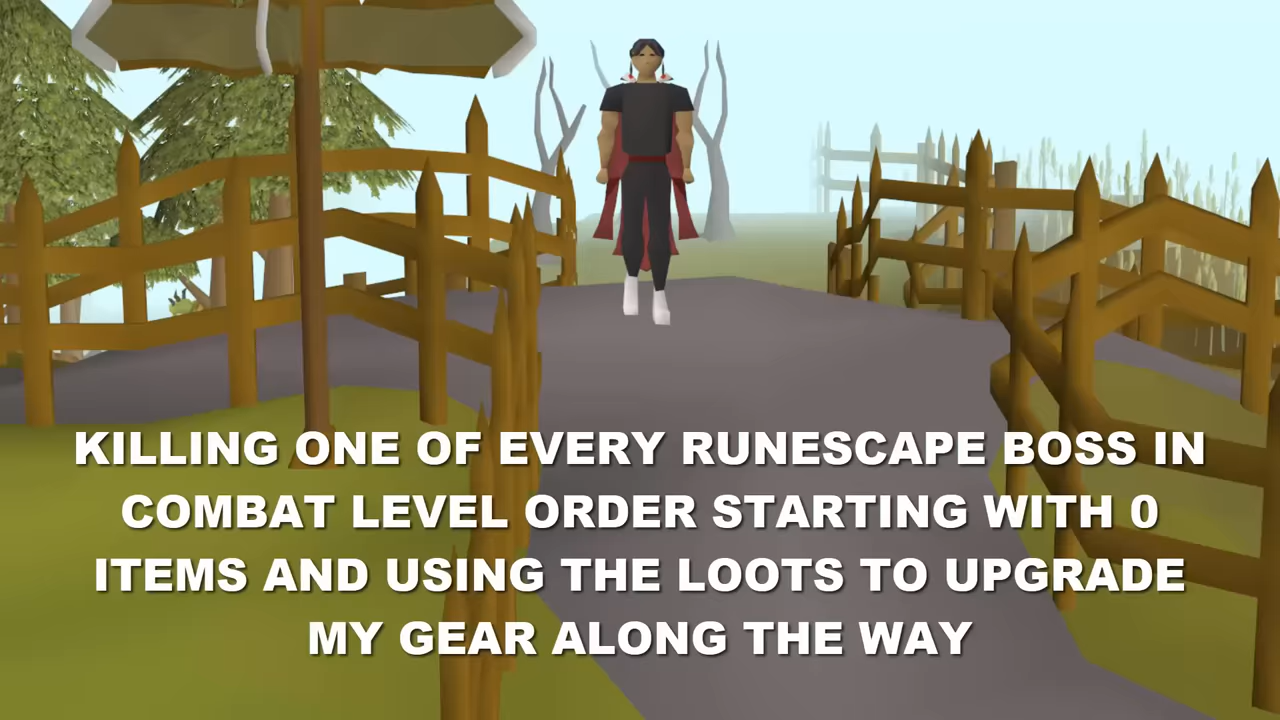 KILLING ONE OF EVERY RUNESCAPE BOSS IN
COMBAT LEVEL ORDER STARTING WITH 0
ITEMS AND USING THE LOOTS TO UPGRADE
MY GEAR ALONG THE WAY